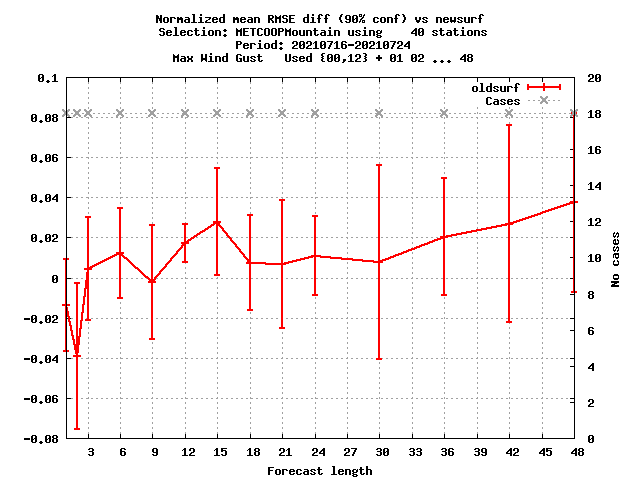 Normalized mean RMSE diff (90% conf) vs newsurf
Selection: METCOOPMountain using    40 stations
Period: 20210716-20210724
Max Wind Gust   Used {00,12} + 01 02 ... 48
0.1
0.08
0.06
0.04
0.02
0
-0.02
-0.04
-0.06
-0.08
oldsurf
Cases
20
18
16
14
12
10
8
6
4
2
0
No cases
3 6 9 12 15 18 21 24 27 30 33 36 39 42 45 48
Forecast length